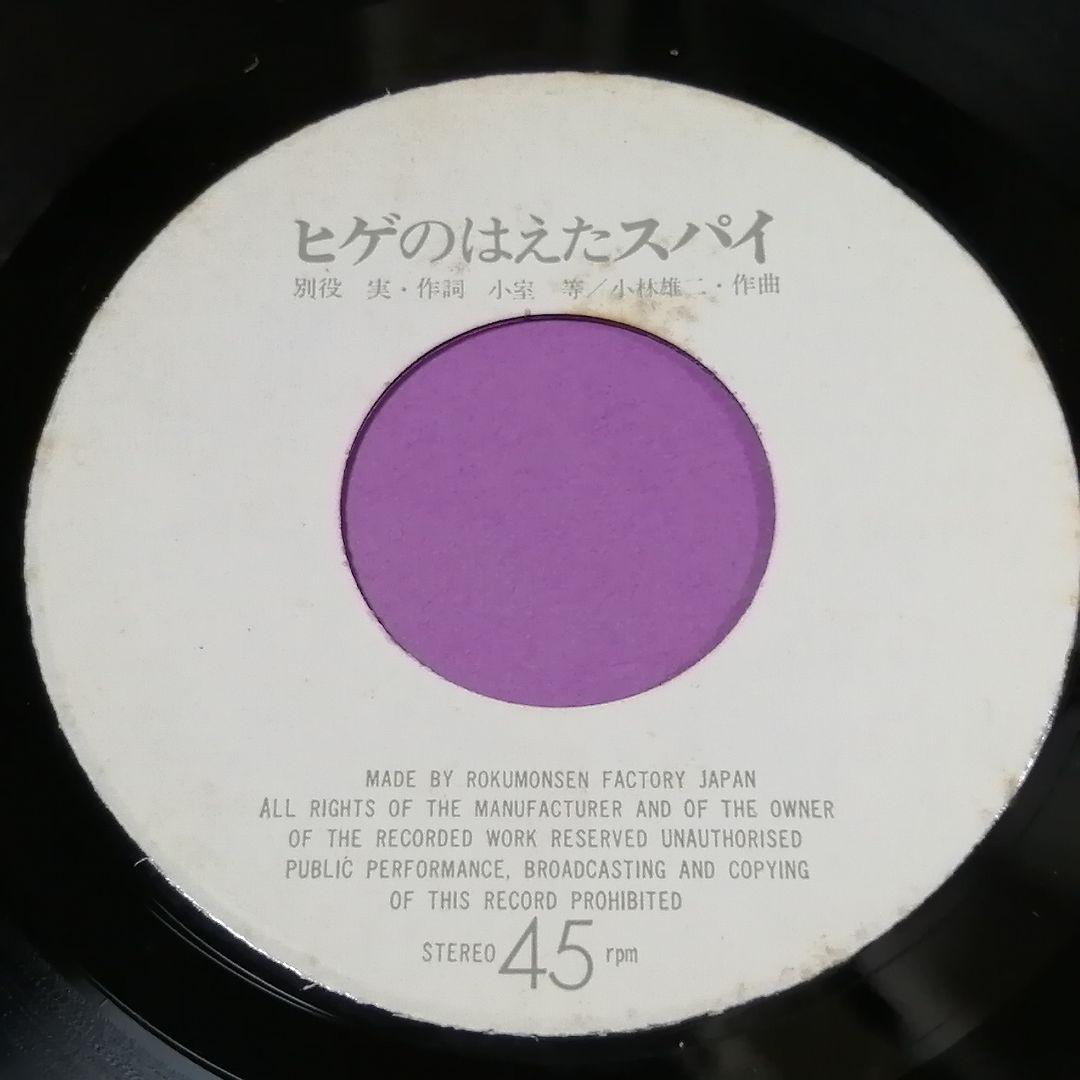 ヒゲのはえたスパイ
別役 実・作詞 小室 等／小林雄二・作曲
MADE BY ROKUMONSEN FACTORY JAPAN
ALL RIGHTS OF THE MANUFACTURER AND OF THE OWNER
OF THE RECORDED WORK RESERVED UNAUTHORISED
PUBLIC PERFORMANCE, BROADCASTING AND COPYING
OF THIS RECORD PROHIBITED
STEREO 45 rpm